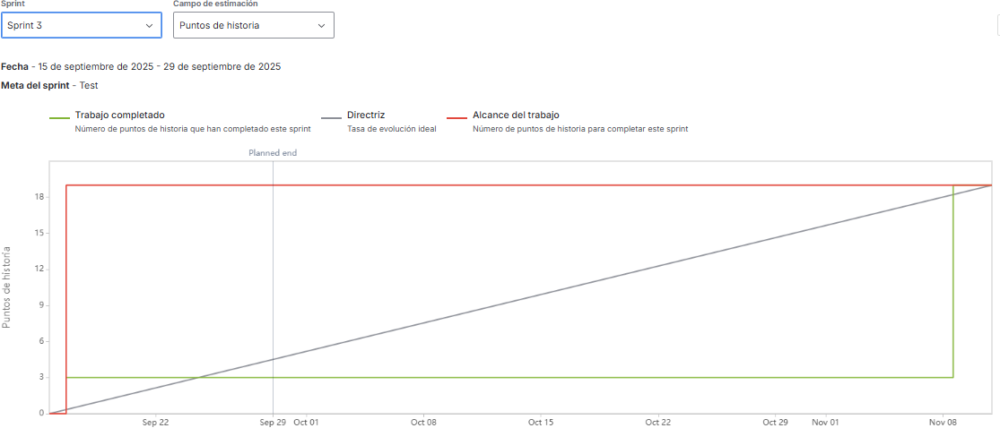 Sprint
Campo de estimación
Sprint 3
Puntos de historia
Fecha - 15 de septiembre de 2025 - 29 de septiembre de 2025
Meta del sprint - Test
Trabajo completado
Número de puntos de historia que han completado este sprint
Directriz
Tasa de evolución ideal
Alcance del trabajo
Número de puntos de historia para completar este sprint
Planned end
Puntos de historia
18
15
12
9
6
3
0
Sep 22
Sep 29
Oct 01
Oct 08
Oct 15
Oct 22
Oct 29
Nov 01
Nov 08